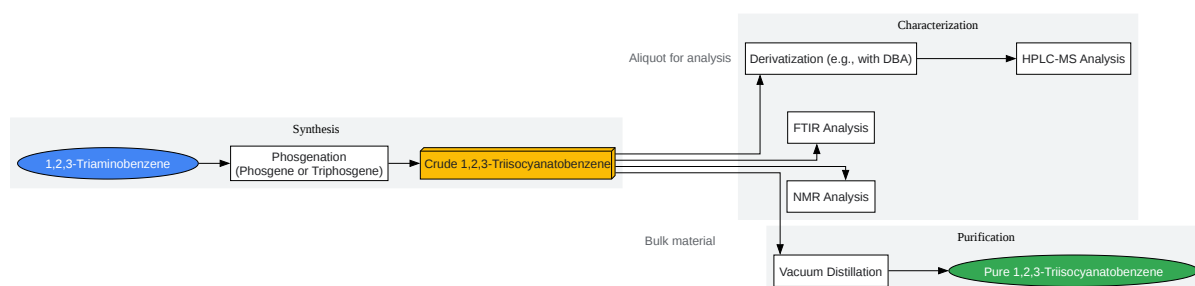 Characterization
Aliquot for analysis
Derivatization (e.g., with DBA)
HPLC-MS Analysis
Synthesis
FTIR Analysis
1,2,3-Triaminobenzene
Phosgenation
(Phosgene or Triphosgene)
Crude 1,2,3-Triisocyanatobenzene
NMR Analysis
Bulk material
Purification
Vacuum Distillation
Pure 1,2,3-Triisocyanatobenzene